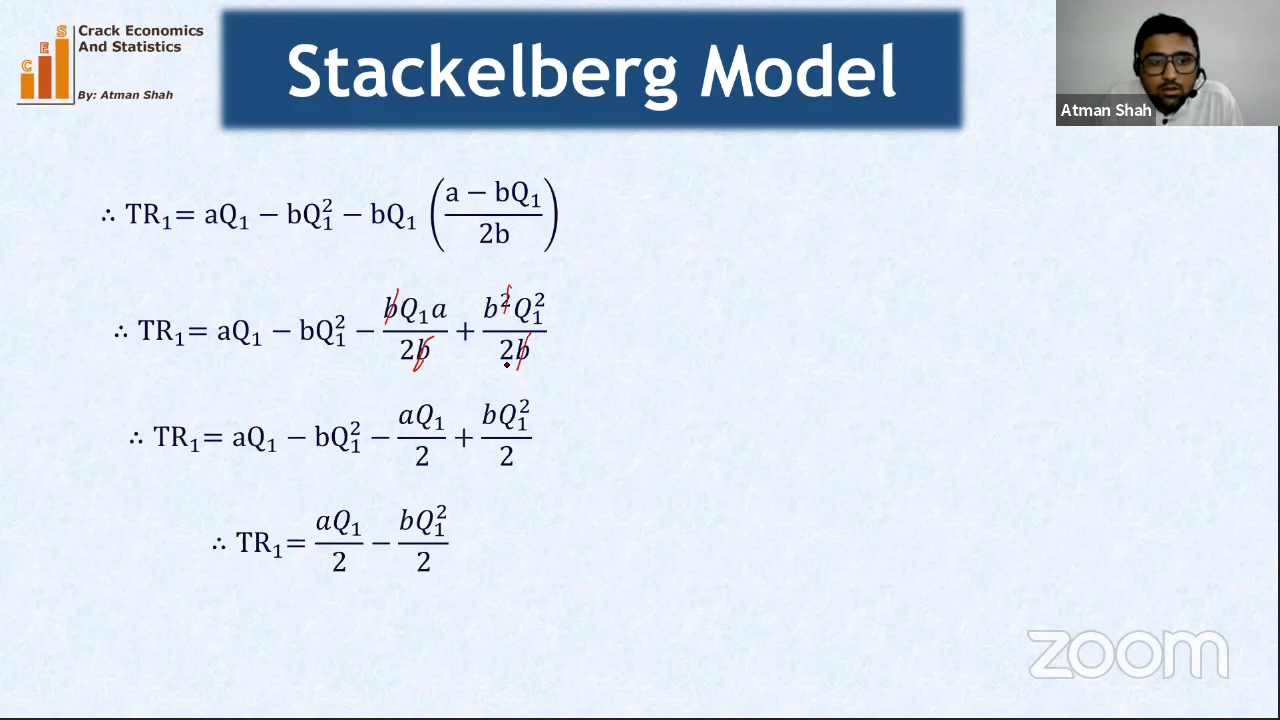 C E S
Crack Economics
And Statistics
By: Atman Shah
Stackelberg Model
Atman Shah
∴ TR₁= aQ₁ − bQ₁² − bQ₁ ((a − bQ₁)/2b)
∴ TR₁= aQ₁ − bQ₁² − bQ₁a/2b + b²Q₁²/2b
∴ TR₁= aQ₁ − bQ₁² − aQ₁/2 + bQ₁²/2
∴ TR₁= aQ₁/2 − bQ₁²/2
zoom